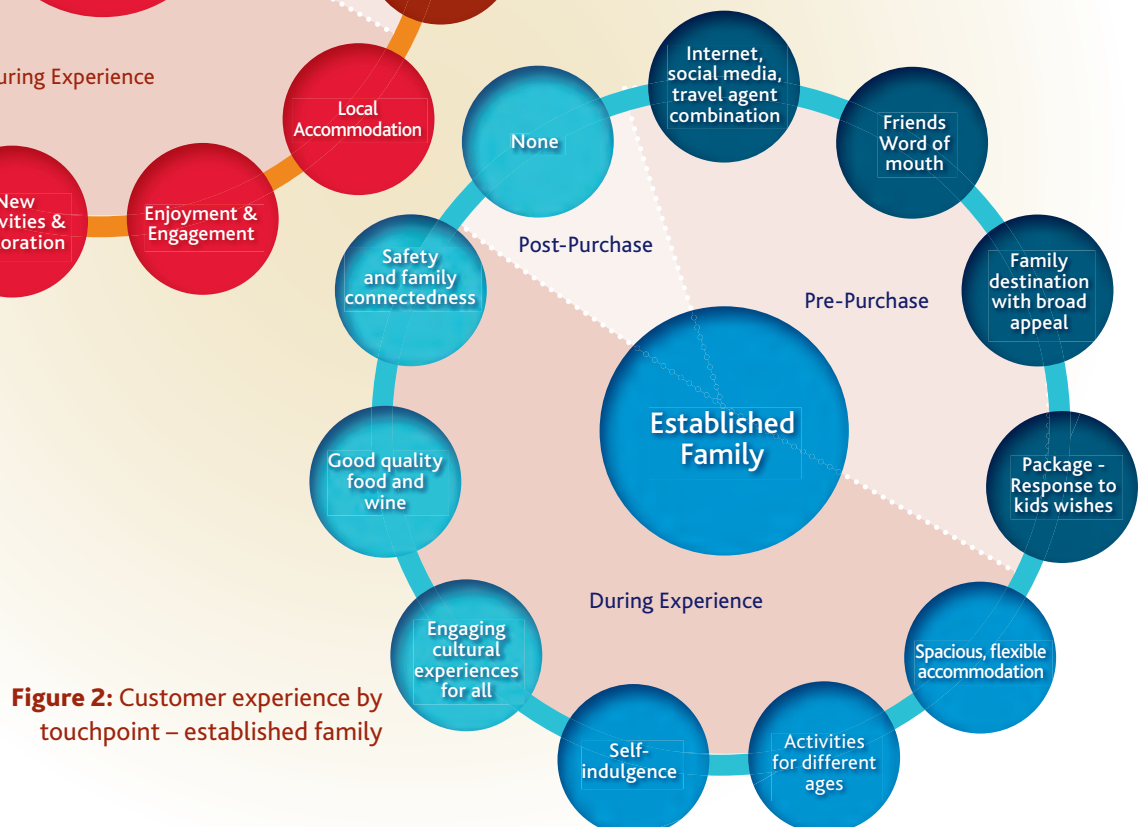 uring Experience
Local
Accommodation
New
vities &
oration
Enjoyment &
Engagement
None
Internet,
social media,
travel agent
combination
Friends
Word of
mouth
Family
destination
with broad
appeal
Package -
Response to
kids wishes
Spacious, flexible
accommodation
Activities
for different
ages
Self-
indulgence
Engaging
cultural
experiences
for all
Good quality
food and
wine
Safety
and family
connectedness
Post-Purchase
Pre-Purchase
Established
Family
During Experience
Figure 2: Customer experience by
touchpoint – established family